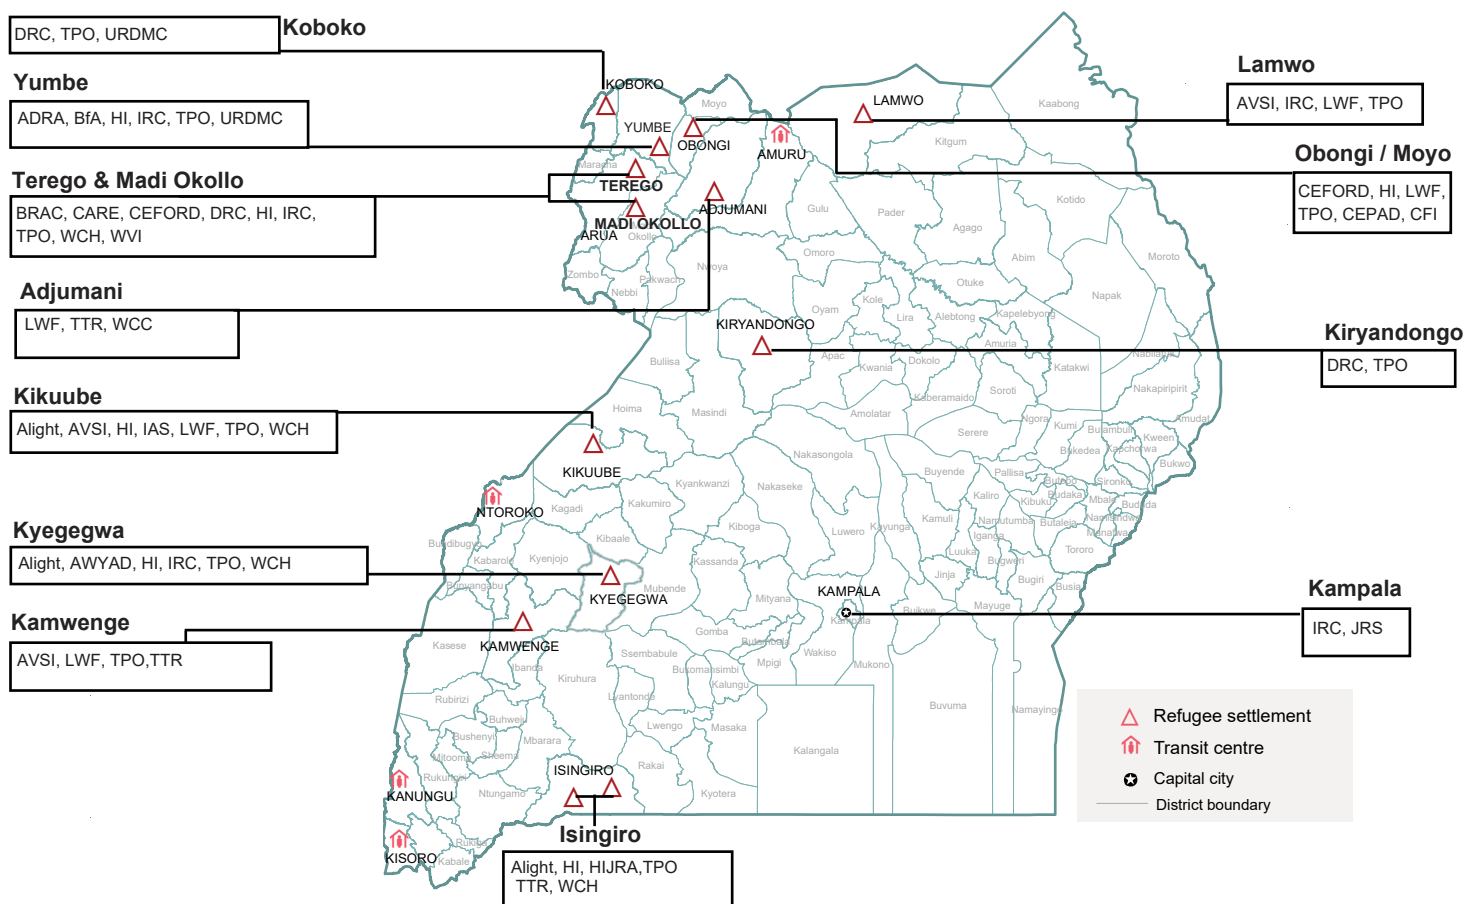 DRC, TPO, URDMC
Koboko
Yumbe
ADRA, BfA, HI, IRC, TPO, URDMC
Terego & Madi Okollo
BRAC, CARE, CEFORD, DRC, HI, IRC,
TPO, WCH, WVI
Adjumani
LWF, TTR, WCC
Kikuube
Alight, AVSI, HI, IAS, LWF, TPO, WCH
Kyegegwa
Alight, AWYAD, HI, IRC, TPO, WCH
Kamwenge
AVSI, LWF, TPO,TTR
Lamwo
AVSI, IRC, LWF, TPO
Obongi / Moyo
CEFORD, HI, LWF,
TPO, CEPAD, CFI
Kiryandongo
DRC, TPO
Kampala
IRC, JRS
Isingiro
Alight, HI, HIJRA,TPO
TTR, WCH
KOBOKO
Moyo
LAMWO
Kaabong
YUMBE
OBONGI
AMURU
Kitgum
Maracha
TEREGO
Kotido
ADJUMANI
Gulu
Pader
MADI OKOLLO
ARUA
Okollo
Agago
Omoro
Abim
Moroto
Zombo
Pakwach
Nwoya
Nebbi
Otuke
Napak
Oyam
Kole
Lira
Alebtong
Kapelebyong
KIRYANDONGO
Amuria
Buliisa
Apac
Kwania
Dokolo
Katakwi
Nabilatuk
Nakapiripirit
Kaberamaido
Soroti
Hoima
Masindi
Amolatar
Ngora
Kumi
Bulambuli
Amudat
Serere
Bukedea
Kapchorwa
Kween
Bukwo
KIKUUBE
Nakasongola
Buyende
Pallisa
Butebo
Sironko
Kyankwanzi
Nakaseke
Kaliro
Kibuku
Budaka
Mbale
Bududa
NTOROKO
Kagadi
Kakumiro
Kiboga
Luwero
Kayunga
Kamuli
Namutumba
Butaleja
Namisindwa
Manafwa
Bundibugyo
Kibaale
Iganga
Tororo
Kabarole
Kyenjojo
Kassanda
Luuka
Bugweri
Bunyangabu
Mubende
Jinja
Bugiri
Busia
KYEGEGWA
Mityana
KAMPALA
Kampala
Buikwe
Mayuge
KAMWENGE
Kasese
Gomba
Butambala
Wakiso
Mukono
Ssembabule
Mpigi
Ibanda
Kiruhura
Bukomansimbi
Kalungu
Rubirizi
Lyantonde
Buvuma
Namayingo
Buhweju
Lwengo
Masaka
Bushenyi
Mbarara
Kalangala
Mitooma
Sheema
ISINGIRO
Rakai
Rukungiri
KANUNGU
Ntungamo
Kyotera
Rukiga
KISORO
Kabale
Refugee settlement
Transit centre
Capital city
District boundary